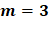 m = 3